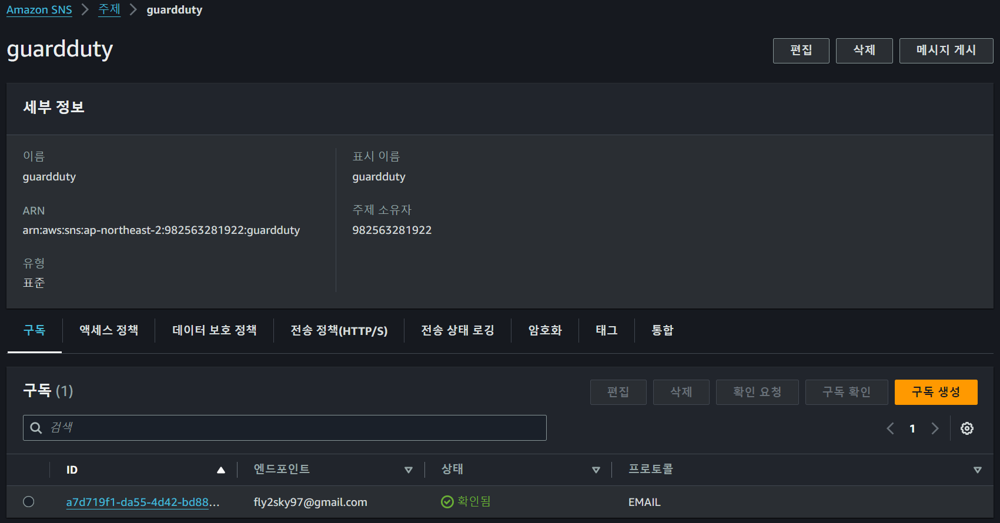 Amazon SNS > 주제 > guardduty
guardduty
편집 삭제 메시지 게시
세부 정보
이름 표시 이름
guardduty guardduty
ARN 주제 소유자
arn:aws:sns:ap-northeast-2:982563281922:guardduty 982563281922
유형
표준
구독 액세스 정책 데이터 보호 정책 전송 정책(HTTP/S) 전송 상태 로깅 암호화 태그 통합
구독 (1) 편집 삭제 확인 요청 구독 확인 구독 생성
검색 1
ID 엔드포인트 상태 프로토콜
a7d719f1-da55-4d42-bd88... fly2sky97@gmail.com 확인됨 EMAIL